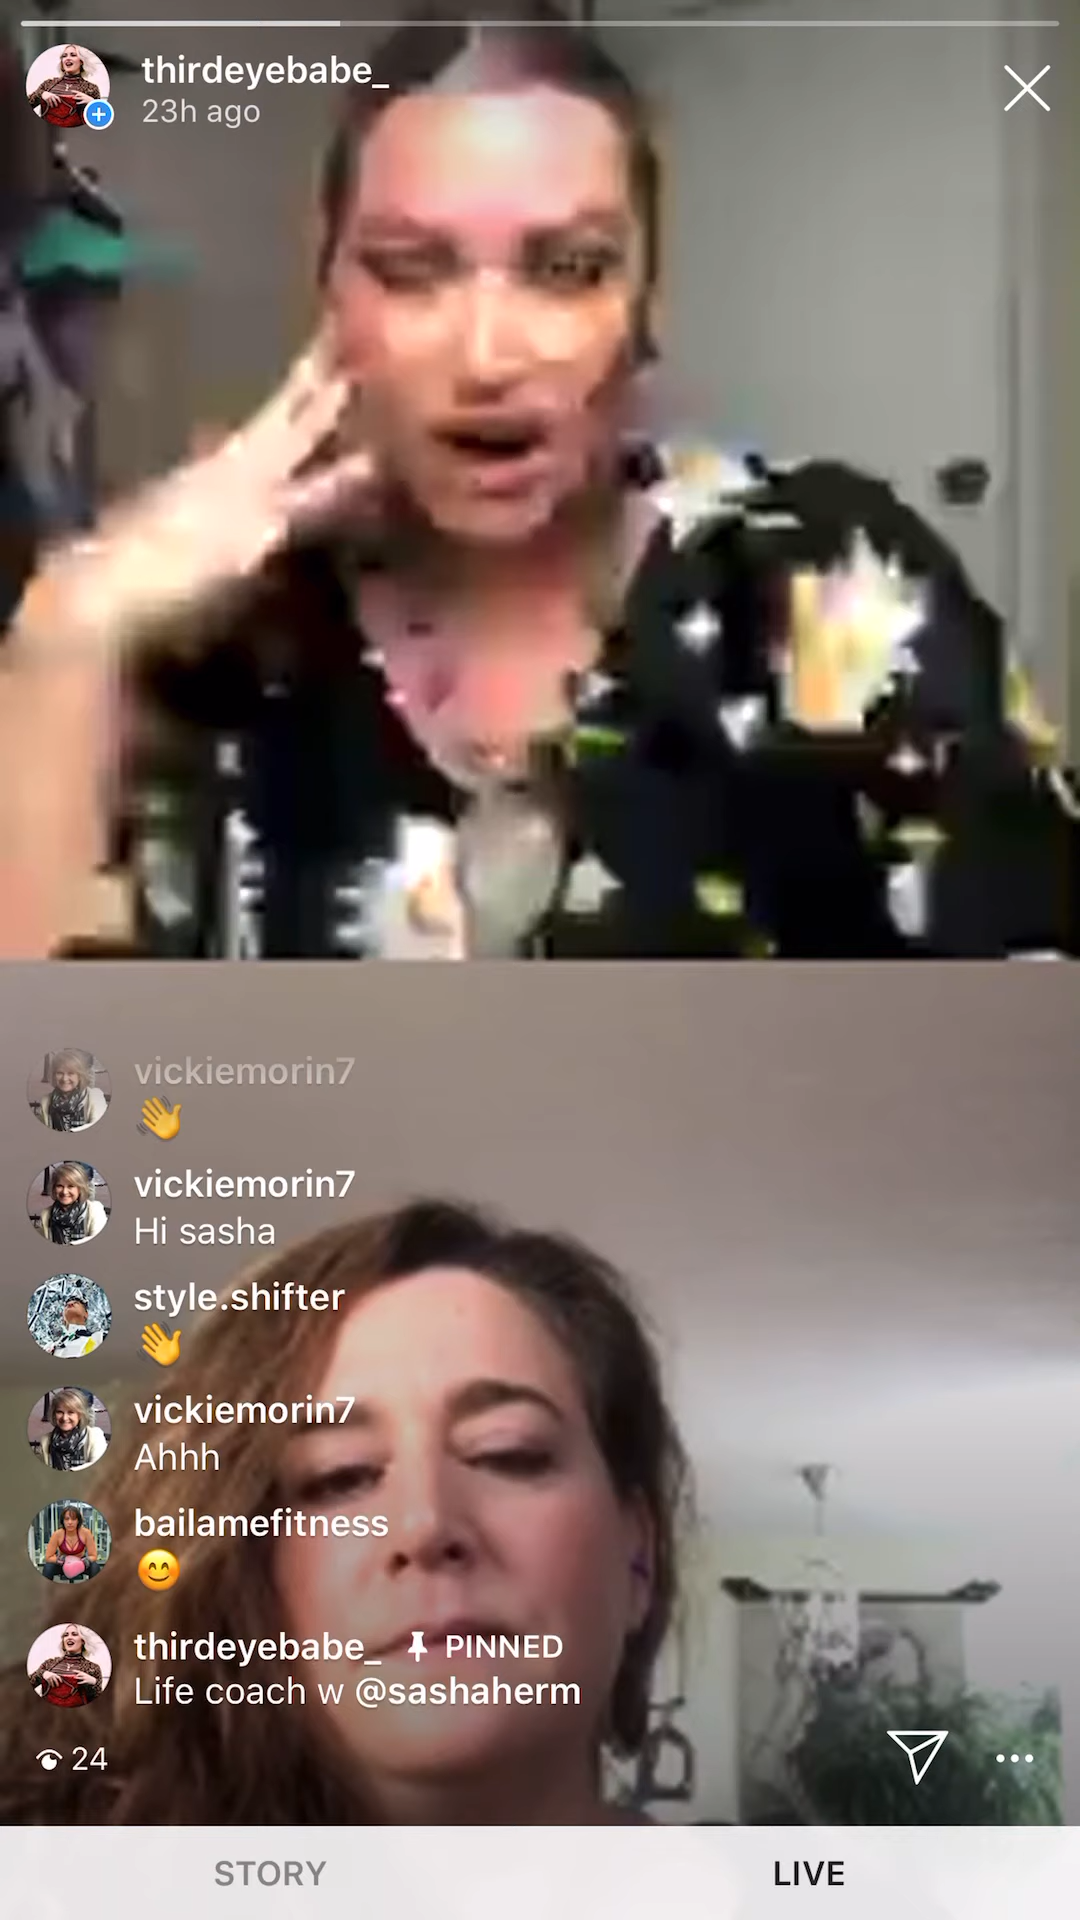 thirdeyebabe_
23h ago
vickiemorin7
👋
vickiemorin7
Hi sasha
style.shifter
👋
vickiemorin7
Ahhh
bailamefitness
😊
thirdeyebabe_ PINNED
Life coach w @sashaherm
24
STORY
LIVE